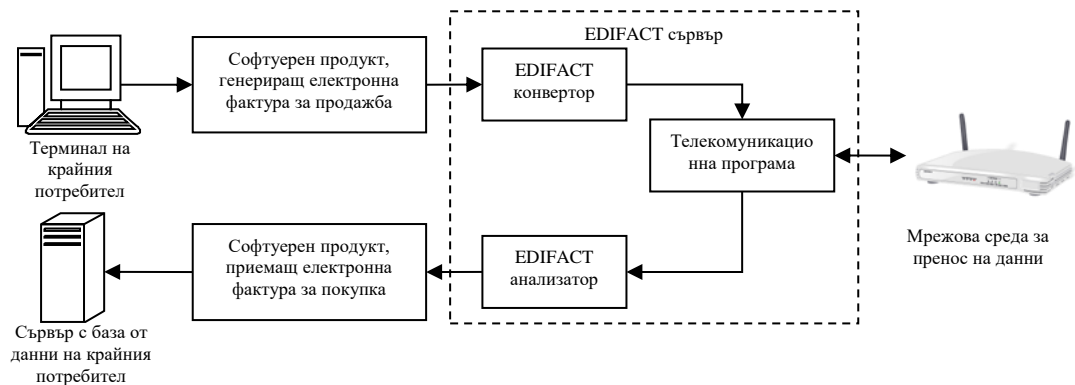 EDIFACT сървър
Софтуерен продукт,
генериращ електронна
фактура за продажба
EDIFACT
конвертор
Терминал на
крайния
потребител
Телекомуникацио
нна програма
Софтуерен продукт,
приемащ електронна
фактура за покупка
EDIFACT
анализатор
Мрежова среда за
пренос на данни
Сървър с база от
данни на крайния
потребител